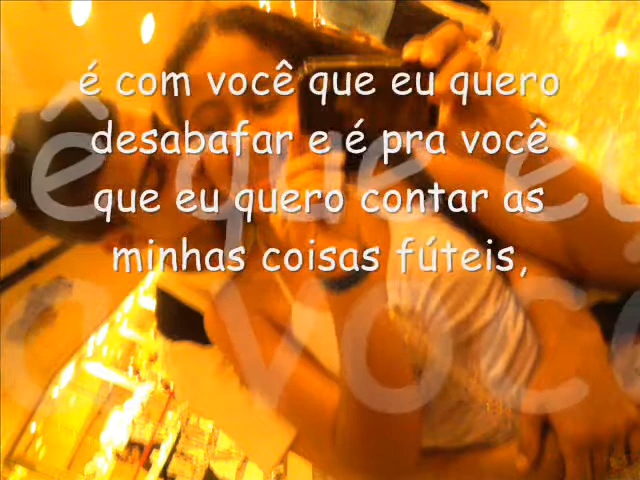 é com você que eu quero
desabafar e é pra você
que eu quero contar as
minhas coisas fúteis,